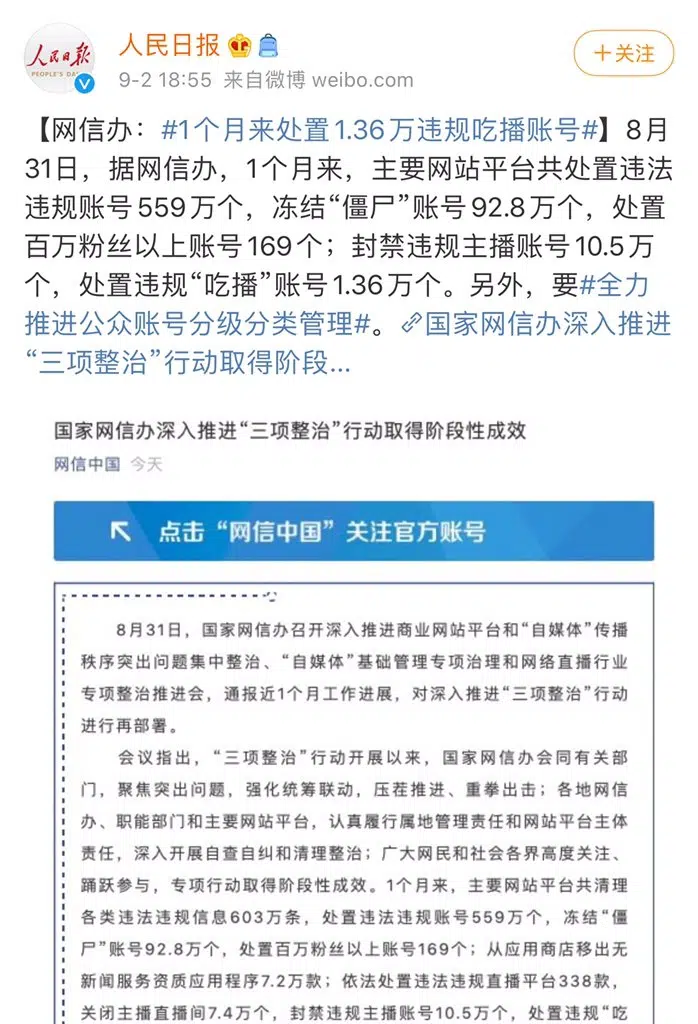 人民日报
人民日报
PEOPLE'S DA
9-2 18:55 来自微博 weibo.com
+关注
【网信办：#1个月来处置1.36万违规吃播账号#】8月
31日，据网信办，1个月来，主要网站平台共处置违法
违规账号559万个，冻结“僵尸”账号92.8万个，处置
百万粉丝以上账号169个；封禁违规主播账号10.5万
个，处置违规“吃播”账号1.36万个。另外，要#全力
推进公众账号分级分类管理#。国家网信办深入推进
“三项整治”行动取得阶段...
国家网信办深入推进“三项整治”行动取得阶段性成效
网信中国 今天
点击“网信中国”关注官方账号
8月31日，国家网信办召开深入推进商业网站平台和“自媒体”传播
秩序突出问题集中整治、“自媒体”基础管理专项治理和网络直播行业
专项整治推进会，通报近1个月工作进展，对深入推进“三项整治”行动
进行再部署。
会议指出，“三项整治”行动开展以来，国家网信办会同有关部
门，聚焦突出问题，强化统筹联动，压茬推进、重拳出击；各地网信
办、职能部门和主要网站平台，认真履行属地管理责任和网站平台主体
责任，深入开展自查自纠和清理整治；广大网民和社会各界高度关注、
踊跃参与，专项行动取得阶段性成效。1个月来，主要网站平台共清理
各类违法违规信息603万条，处置违法违规账号559万个，冻结“僵
尸”账号92.8万个，处置百万粉丝以上账号169个；从应用商店移出无
新闻服务资质应用程序7.2万款；依法处置违法违规直播平台338款，
关闭主播直播间7.4万个，封禁违规主播账号10.5万个，处置违规“吃